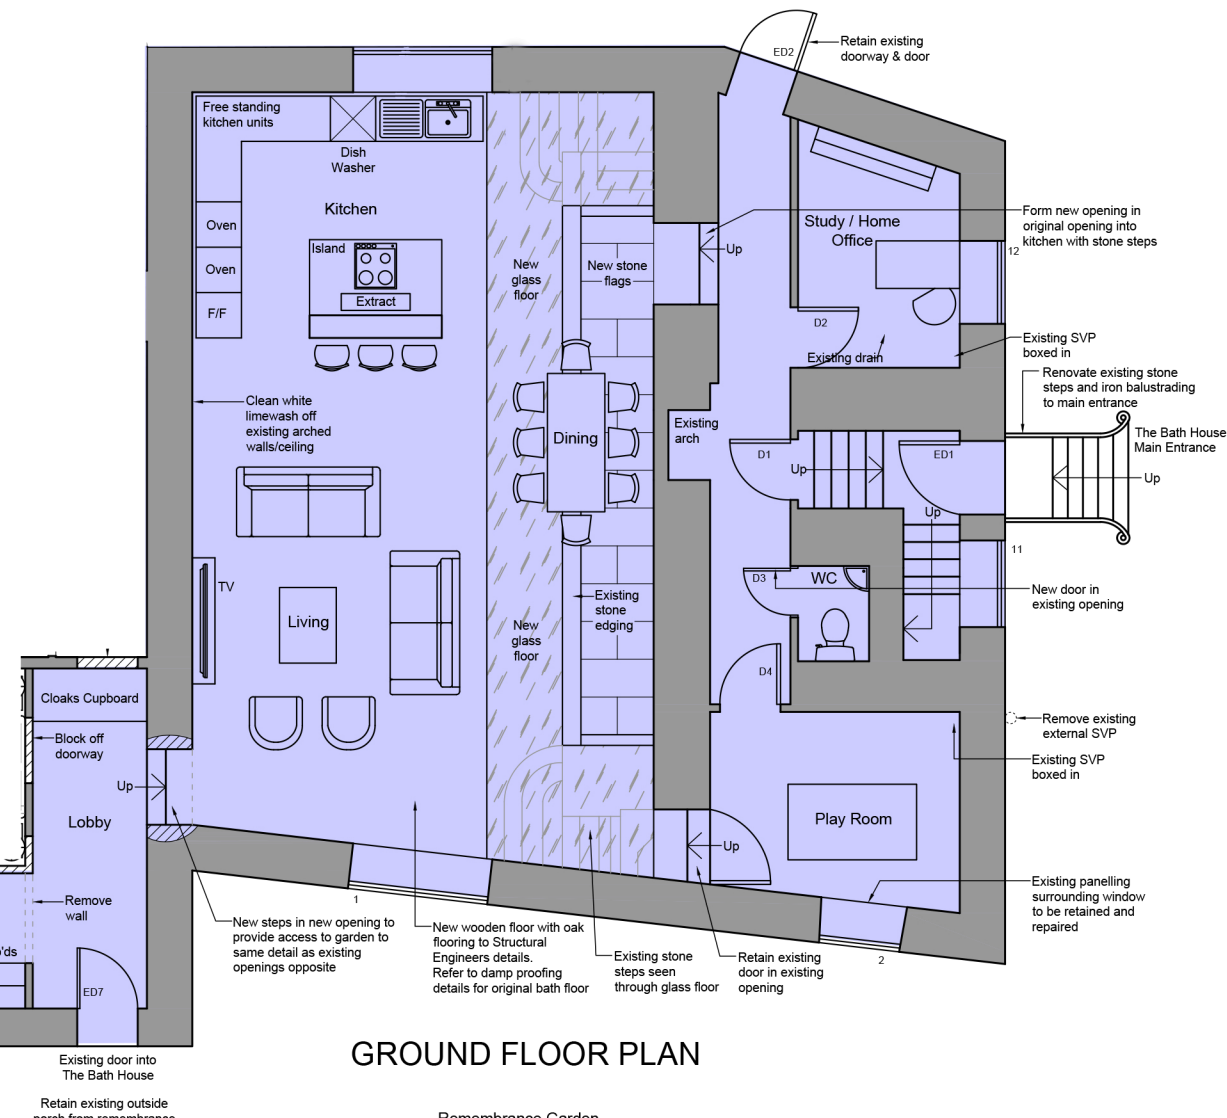 ED2
Retain existing
doorway & door
Free standing
kitchen units
Dish
Washer
Kitchen
Oven
Oven
F/F
Island
Extract
New
glass
floor
New stone
flags
Up
Study / Home
Office
D2
Existing drain
Form new opening in
original opening into
kitchen with stone steps
12
Existing SVP
boxed in
Renovate existing stone
steps and iron balustrading
to main entrance
The Bath House
Main Entrance
Up
Clean white
limewash off
existing arched
walls/ceiling
Dining
Existing
arch
D1
Up
ED1
Up
11
TV
Living
New
glass
floor
Existing
stone
edging
D3
WC
New door in
existing opening
D4
Cloaks Cupboard
Block off
doorway
Up
Lobby
Remove existing
external SVP
Existing SVP
boxed in
Play Room
Up
Remove
wall
Existing panelling
surrounding window
to be retained and
repaired
1
2
New steps in new opening to
provide access to garden to
same detail as existing
openings opposite
New wooden floor with oak
flooring to Structural
Engineers details.
Refer to damp proofing
details for original bath floor
Existing stone
steps seen
through glass floor
Retain existing
door in existing
opening
'ds
ED7
GROUND FLOOR PLAN
Existing door into
The Bath House
Retain existing outside
porch from remembrance
Remembrance Garden